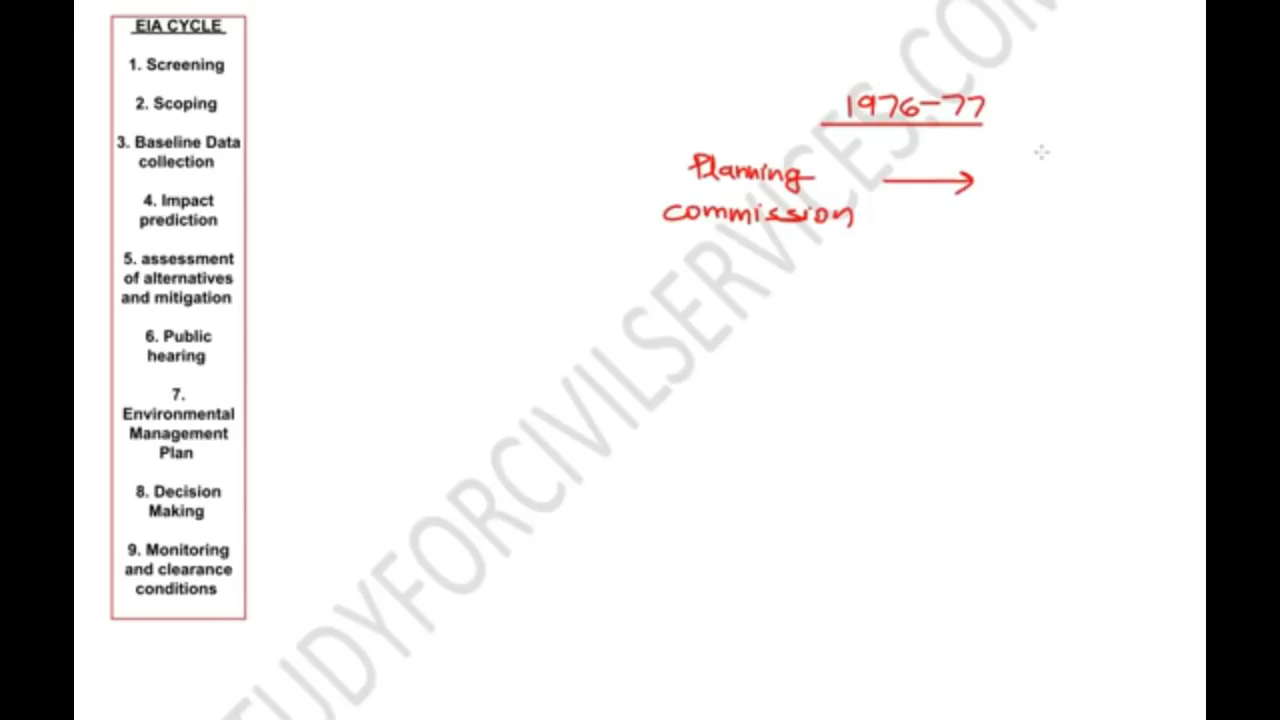 EIA CYCLE
1. Screening
2. Scoping
3. Baseline Data
collection
4. Impact
prediction
5. assessment
of alternatives
and mitigation
6. Public
hearing
7.
Environmental
Management
Plan
8. Decision
Making
9. Monitoring
and clearance
conditions
1976-77
Planning
commission
STUDYFORCIVILSERVICES.COM